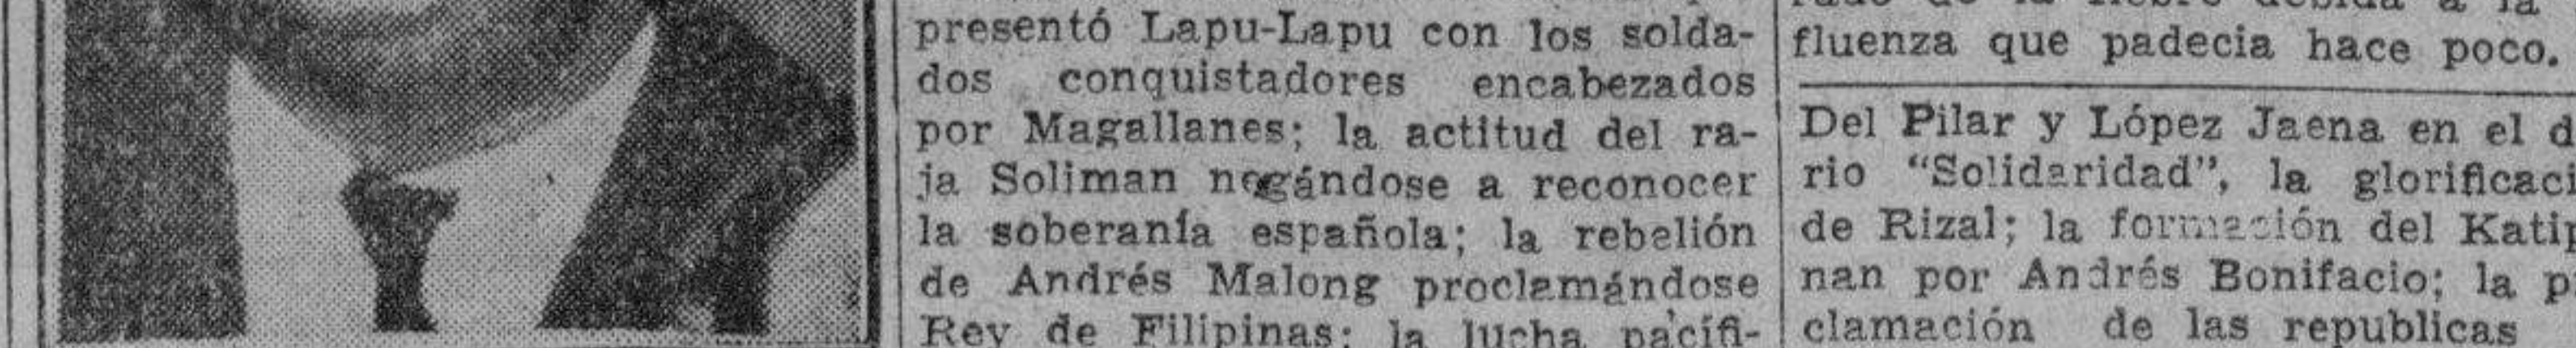 presentó Lapu-Lapu con los solda-
dos conquistadores encabezados
por Magallanes; la actitud del ra-
ja Soliman negándose a reconocer
la soberanía española; la rebelión
de Andrés Malong proclamándose
Rey de Filipinas; la lucha pacífi-
fluenza que padecia hace poco.
Del Pilar y López Jaena en el d
rio "Solidaridad", la glorificaci
de Rizal; la formación del Katip
nan por Andrés Bonifacio; la p
clamación de las republicas